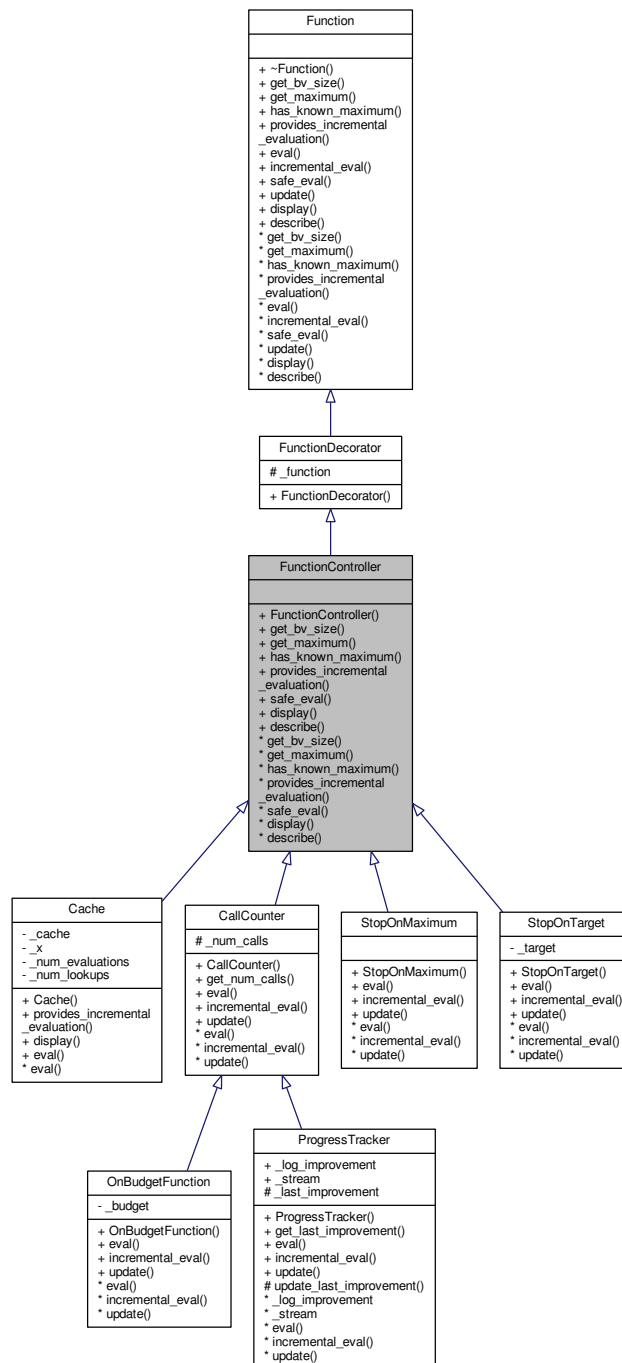 Function
+ ~Function()
+ get_bv_size()
+ get_maximum()
+ has_known_maximum()
+ provides_incremental
_evaluation()
+ eval()
+ incremental_eval()
+ safe_eval()
+ update()
+ display()
+ describe()
* get_bv_size()
* get_maximum()
* has_known_maximum()
* provides_incremental
_evaluation()
* eval()
* incremental_eval()
* safe_eval()
* update()
* display()
* describe()
FunctionDecorator
# _function
+ FunctionDecorator()
FunctionController
+ FunctionController()
+ get_bv_size()
+ get_maximum()
+ has_known_maximum()
+ provides_incremental
_evaluation()
+ safe_eval()
+ display()
+ describe()
* get_bv_size()
* get_maximum()
* has_known_maximum()
* provides_incremental
_evaluation()
* safe_eval()
* display()
* describe()
Cache
- _cache
- _x
- _num_evaluations
- _num_lookups
+ Cache()
+ provides_incremental
_evaluation()
+ display()
+ eval()
* eval()
CallCounter
# _num_calls
+ CallCounter()
+ get_num_calls()
+ eval()
+ incremental_eval()
+ update()
* eval()
* incremental_eval()
* update()
StopOnMaximum
+ StopOnMaximum()
+ eval()
+ incremental_eval()
+ update()
* eval()
* incremental_eval()
* update()
StopOnTarget
- _target
+ StopOnTarget()
+ eval()
+ incremental_eval()
+ update()
* eval()
* incremental_eval()
* update()
OnBudgetFunction
- _budget
+ OnBudgetFunction()
+ eval()
+ incremental_eval()
+ update()
* eval()
* incremental_eval()
* update()
ProgressTracker
+ _log_improvement
+ _stream
# _last_improvement
+ ProgressTracker()
+ get_last_improvement()
+ eval()
+ incremental_eval()
+ update()
# update_last_improvement()
* _log_improvement
* _stream
* eval()
* incremental_eval()
* update()